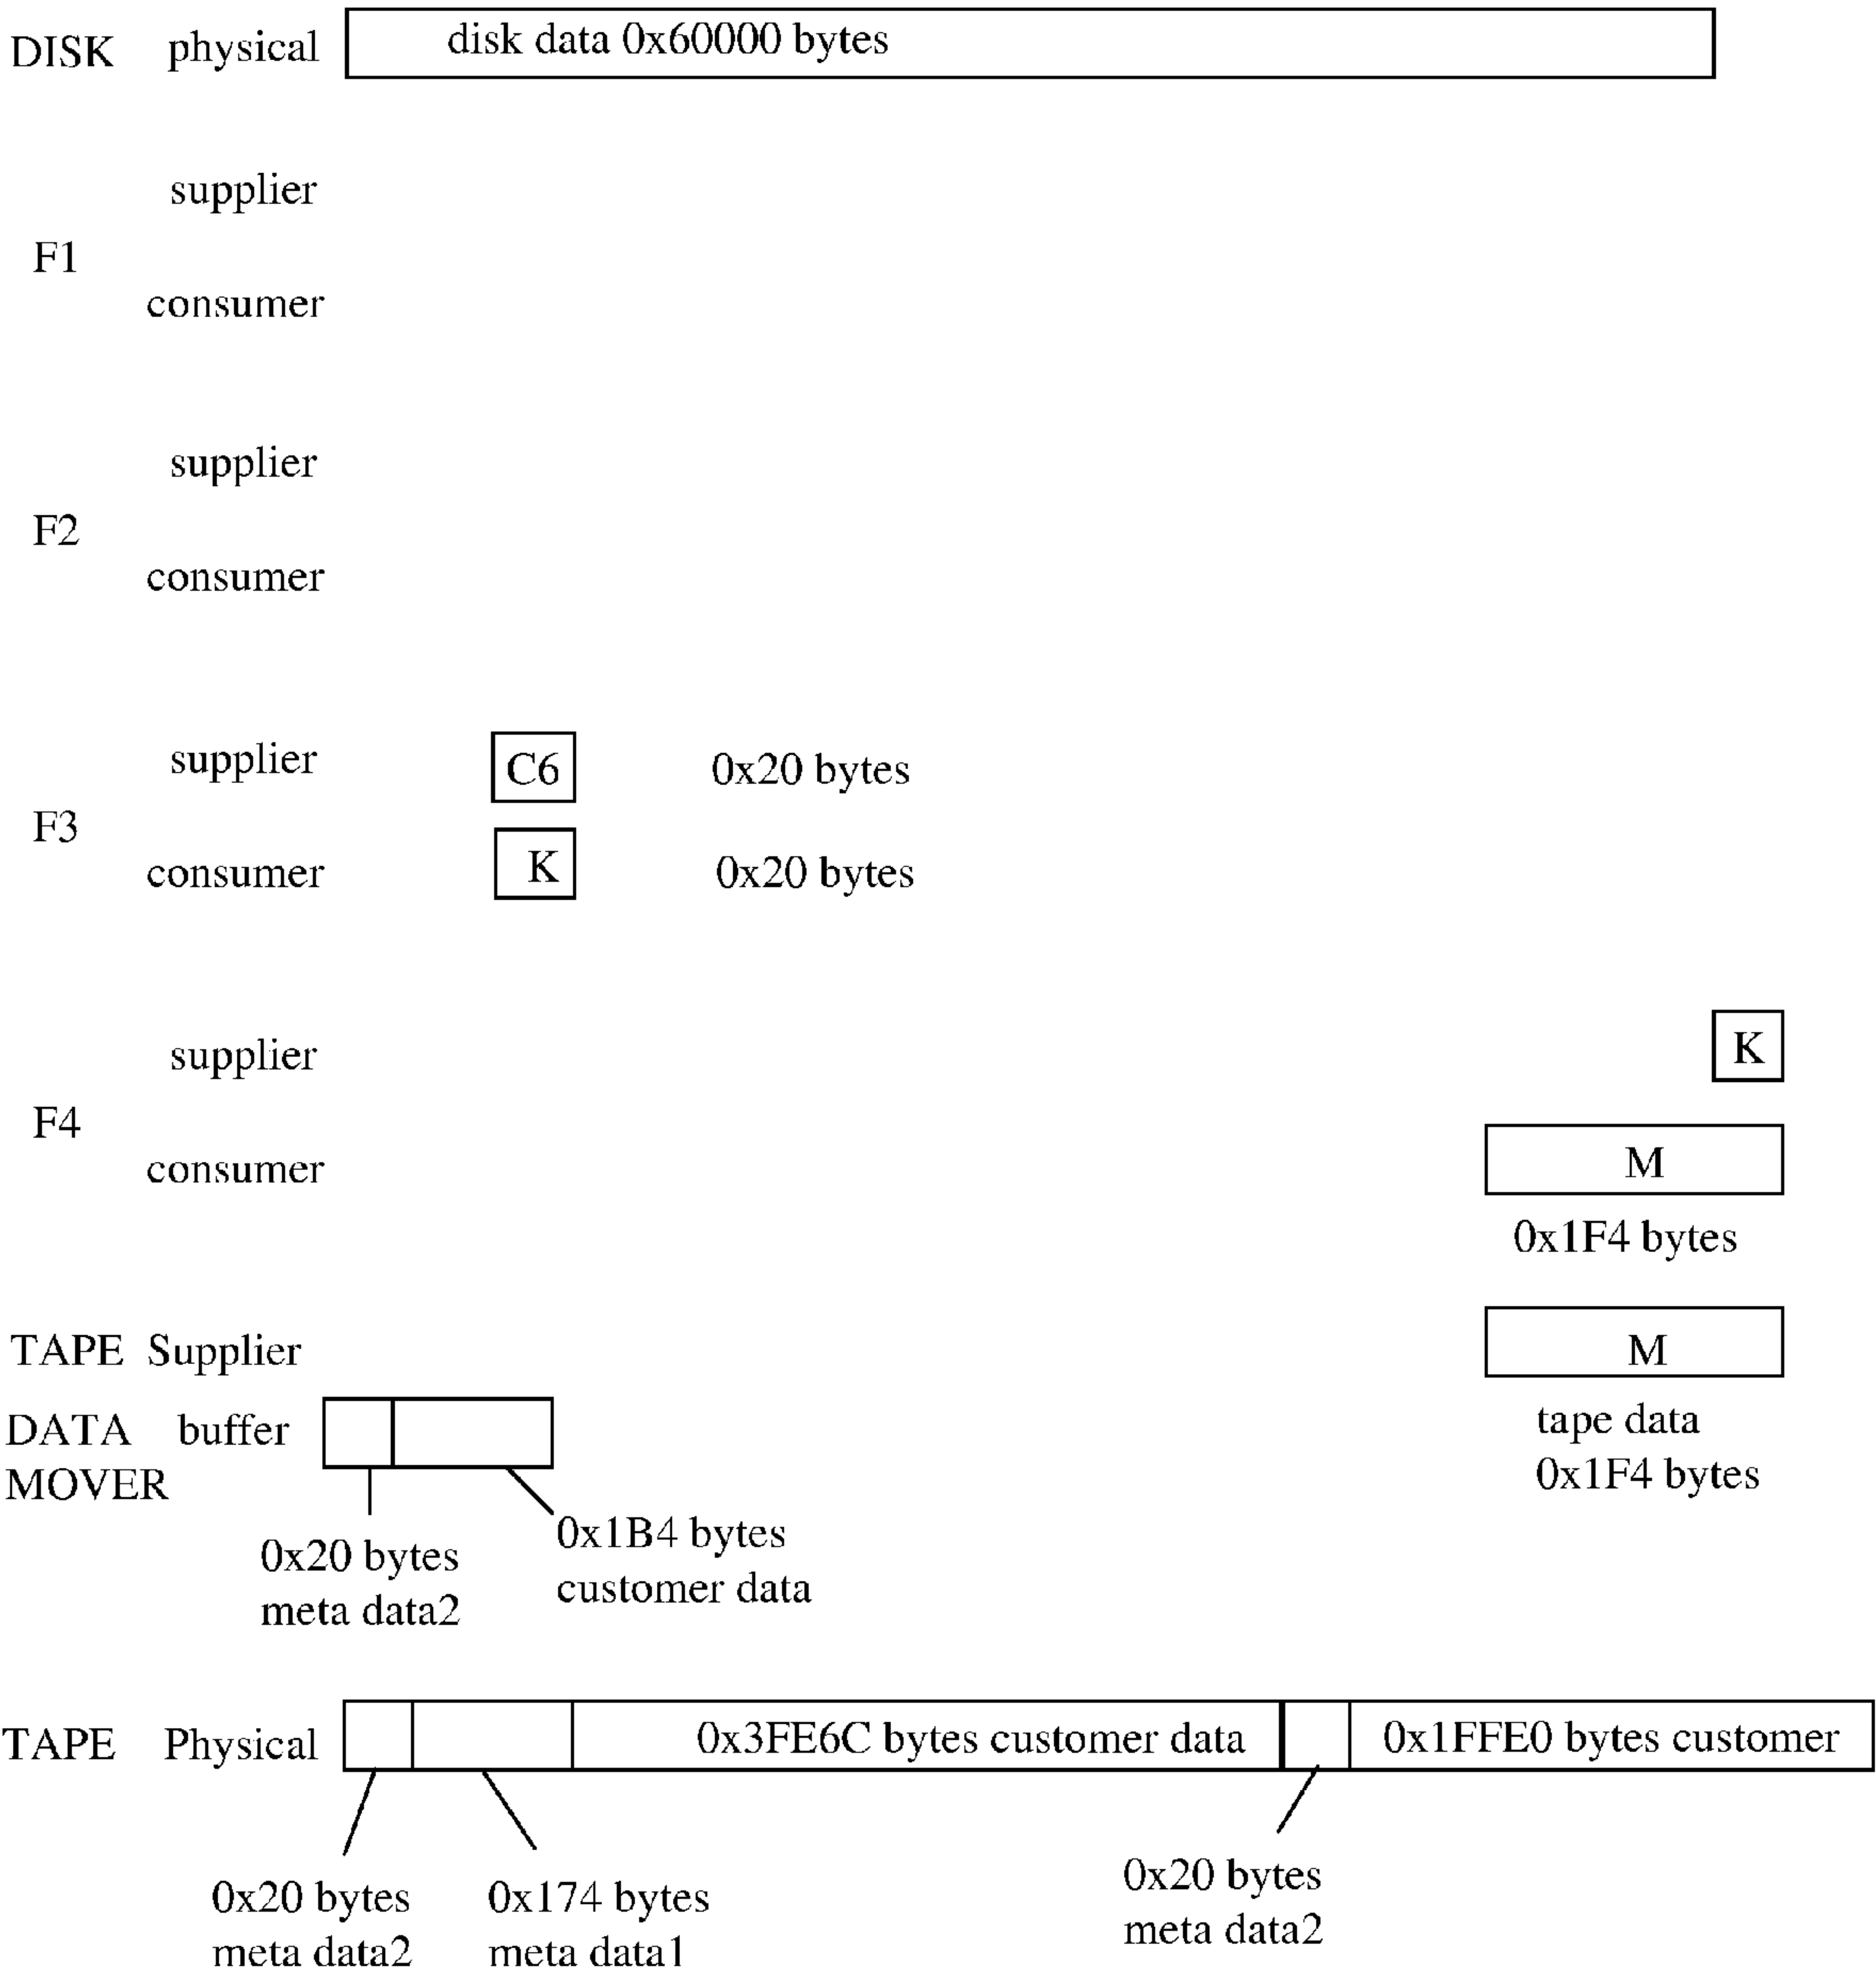 DISK physical disk data 0x60000 bytes
supplier
F1
consumer
supplier
F2
consumer
supplier C6 0x20 bytes
F3
consumer K 0x20 bytes
supplier K
F4
consumer M
0x1F4 bytes
TAPE Supplier M
DATA buffer
MOVER
tape data
0x1F4 bytes
0x20 bytes
meta data2
0x1B4 bytes
customer data
TAPE Physical 0x3FE6C bytes customer data 0x1FFE0 bytes customer
0x20 bytes
meta data2
0x174 bytes
meta data1
0x20 bytes
meta data2